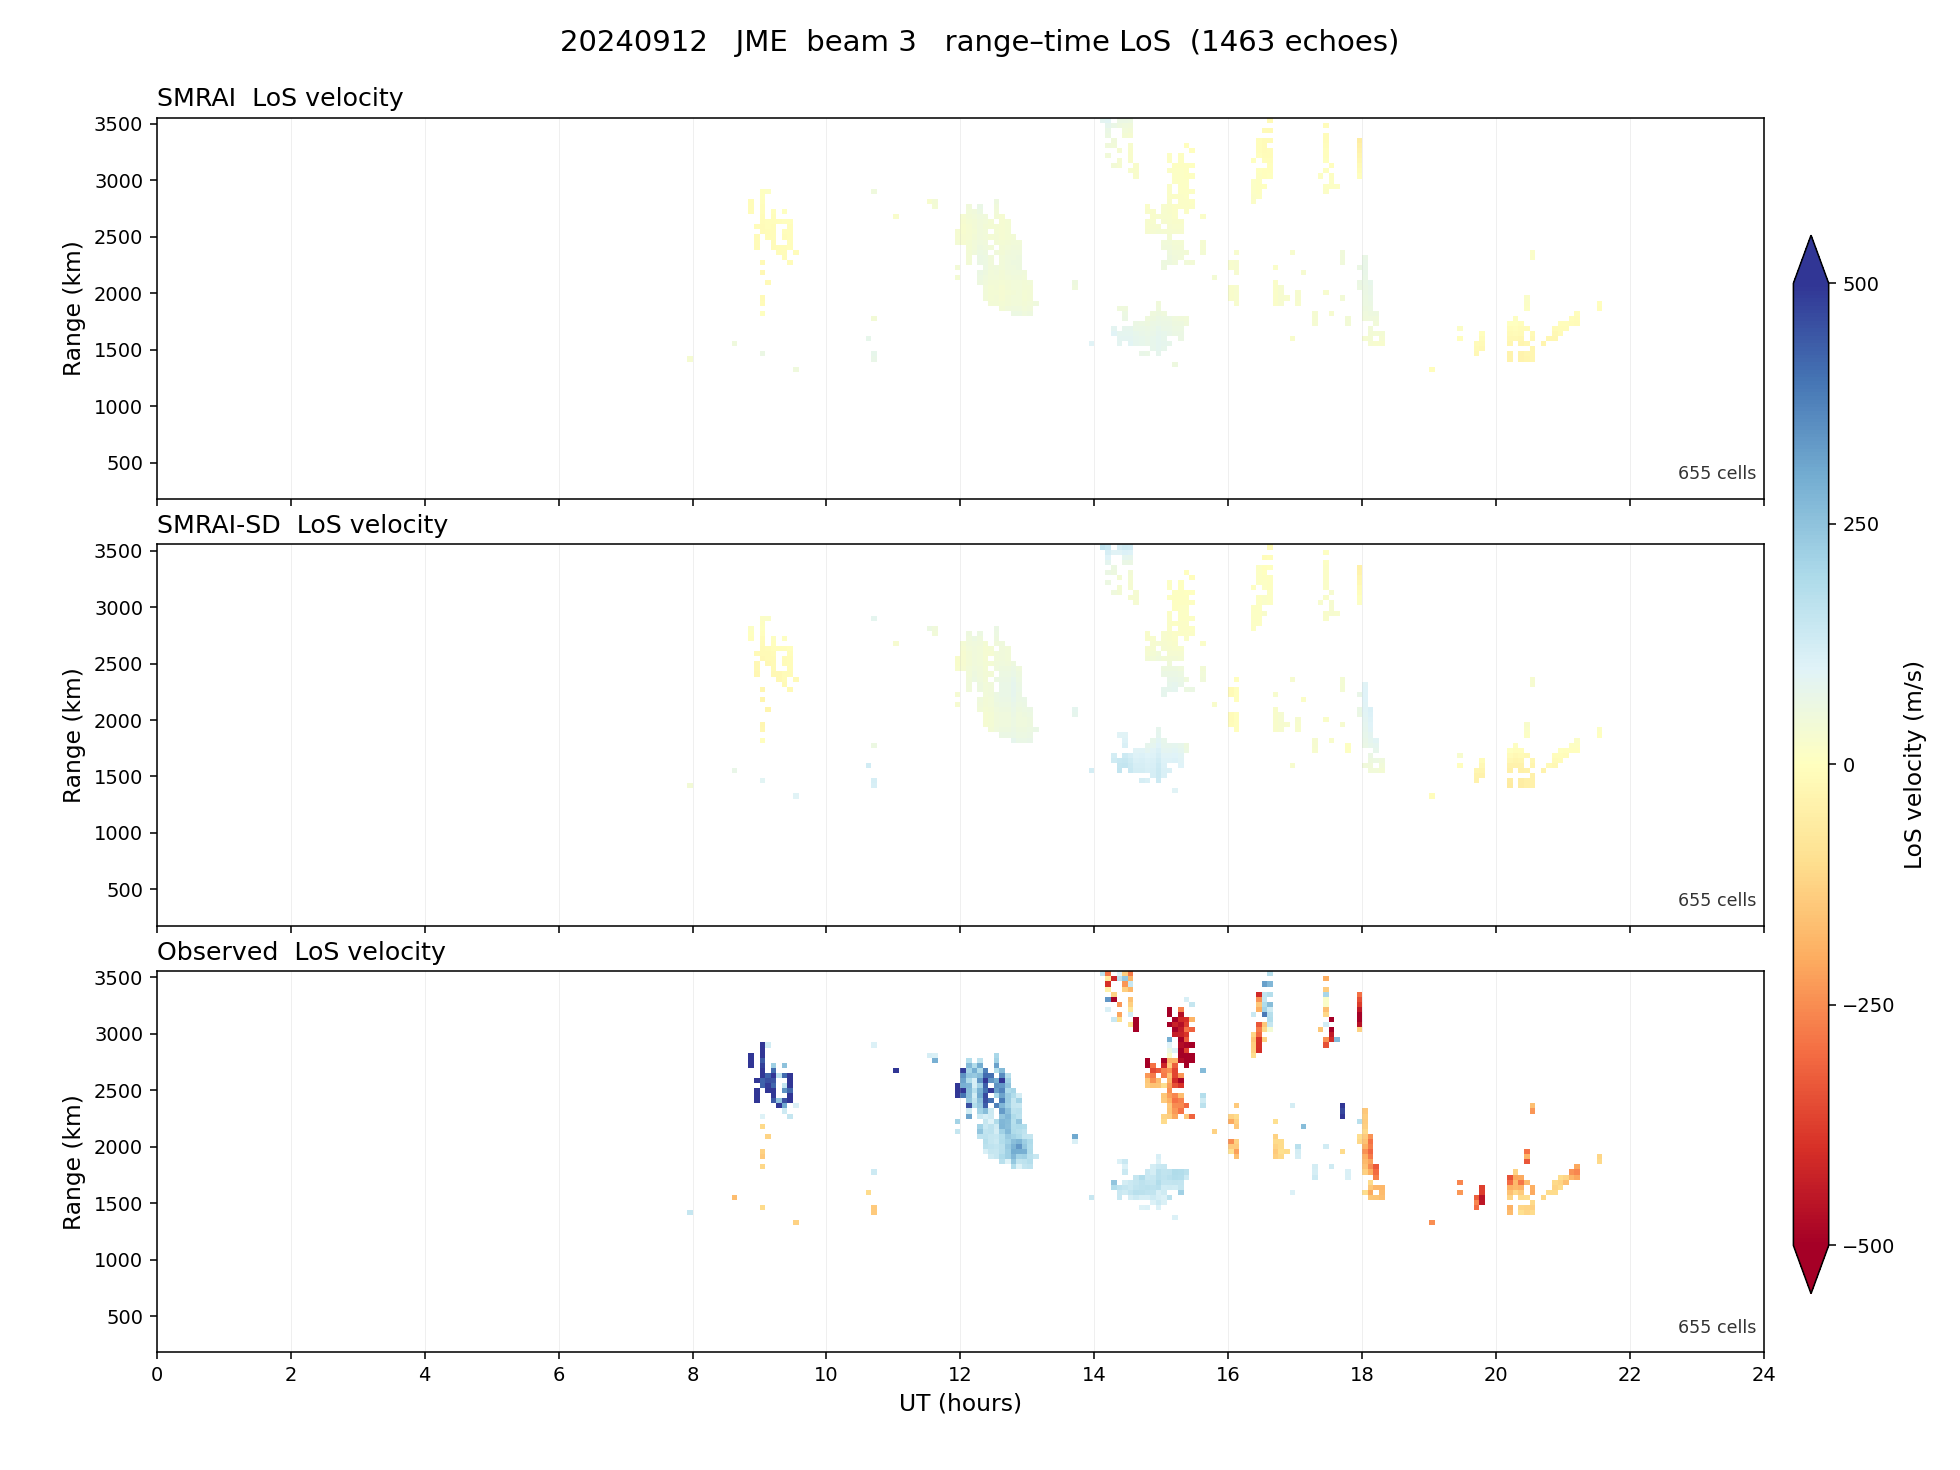 20240912   JME  beam 3   range–time LoS  (1463 echoes)
SMRAI  LoS velocity
3500
3000
2500
2000
1500
1000
500
Range (km)
655 cells
SMRAI-SD  LoS velocity
3500
3000
2500
2000
1500
1000
500
Range (km)
655 cells
Observed  LoS velocity
3500
3000
2500
2000
1500
1000
500
Range (km)
655 cells
0 2 4 6 8 10 12 14 16 18 20 22 24
UT (hours)
500
250
0
−250
−500
LoS velocity (m/s)